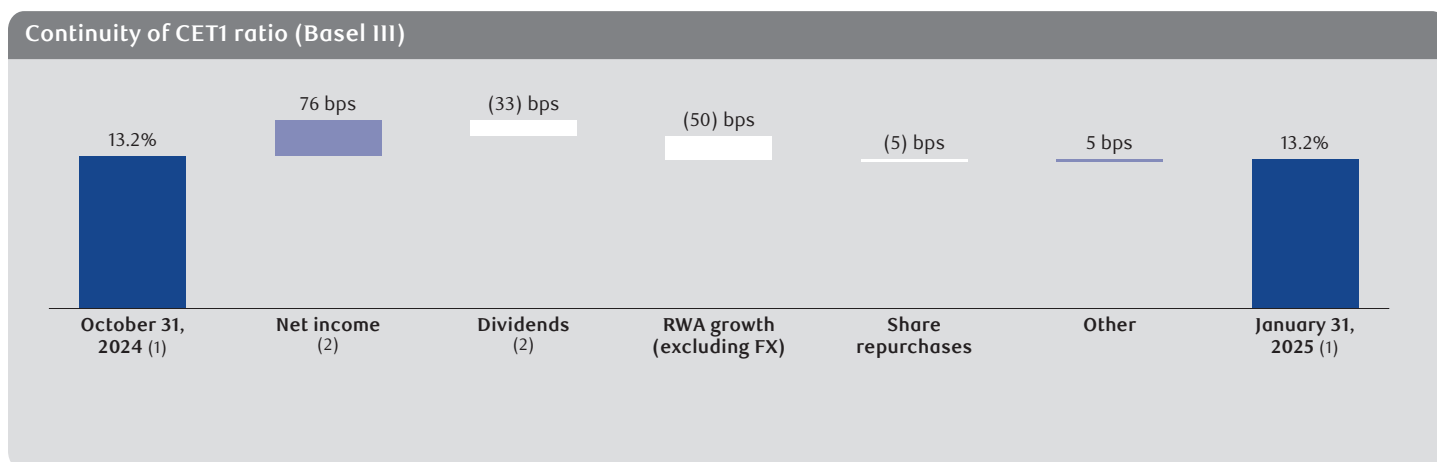 Continuity of CET1 ratio (Basel III)
13.2%
76 bps
(33) bps
(50) bps
(5) bps
5 bps
13.2%
October 31,
2024 (1)
Net income
(2)
Dividends
(2)
RWA growth
(excluding FX)
Share
repurchases
Other
January 31,
2025 (1)